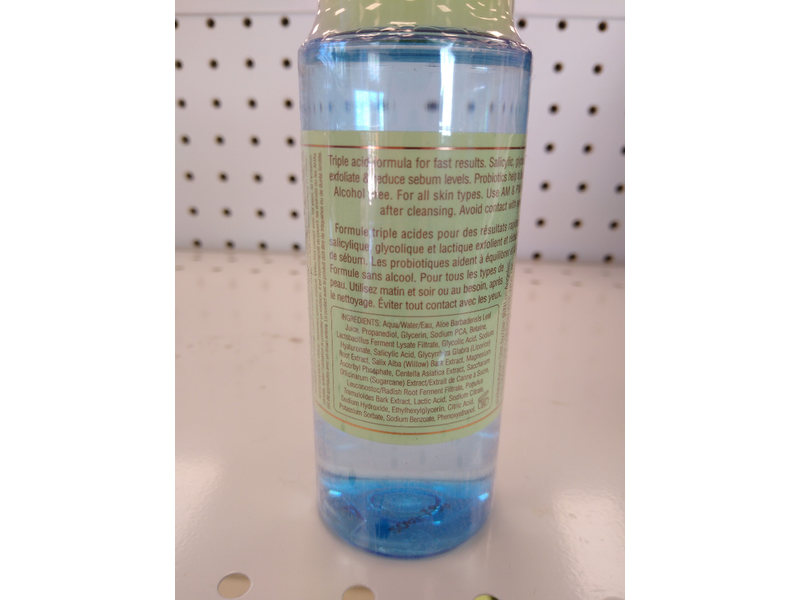 Triple acid formula for fast results. Salicylic, glyco
exfoliate & reduce sebum levels. Probiotics help
Alcohol free. For all skin types. Use AM & PM
after cleansing. Avoid contact with
Formule triple acides pour des résultats
salicylique, glycolique et lactique exfolient et
de sébum. Les probiotiques aident à équilibrer
Formule sans alcool. Pour tous les types de
peau. Utilisez matin et soir ou au besoin, après
le nettoyage. Éviter tout contact avec les yeux.
INGREDIENTS: Aqua/Water/Eau, Aloe Barbadensis Leaf
Juice, Propanediol, Glycerin, Sodium PCA, Betaine,
Lactobacillus Ferment Lysate Filtrate, Glycolic Acid, Sodium
Hyaluronate, Salicylic Acid, Glycyrrhiza Glabra (Licorice)
Root Extract, Salix Alba (Willow) Bark Extract, Magnesium
Ascorbyl Phosphate, Centella Asiatica Extract, Saccharum
Officinarum (Sugarcane) Extract/Extrait de Canne à Sucre,
Leuconostoc/Radish Root Ferment Filtrate, Populus
Tremuloides Bark Extract, Lactic Acid, Sodium Citrate,
Sodium Hydroxide, Ethylhexylglycerin, Citric Acid,
Potassium Sorbate, Sodium Benzoate, Phenoxyethanol.